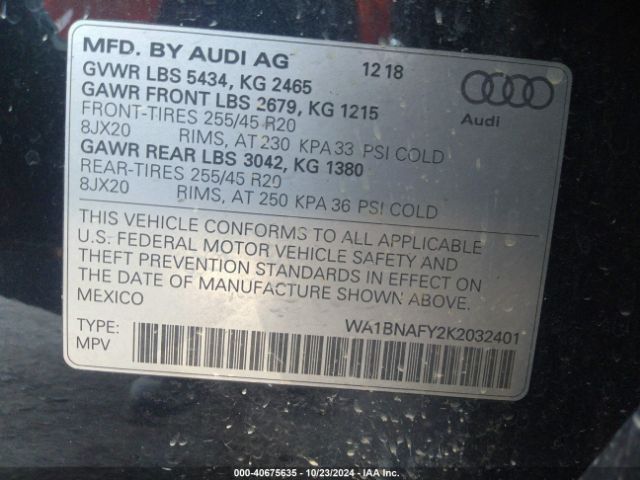 MFD. BY AUDI AG 12 18
GVWR LBS 5434, KG 2465
GAWR FRONT LBS 2679, KG 1215
FRONT-TIRES 255/45 R20
8JX20 RIMS, AT 230 KPA 33 PSI COLD
GAWR REAR LBS 3042, KG 1380
REAR-TIRES 255/45 R20
8JX20 RIMS, AT 250 KPA 36 PSI COLD
Audi
THIS VEHICLE CONFORMS TO ALL APPLICABLE
U.S. FEDERAL MOTOR VEHICLE SAFETY AND
THEFT PREVENTION STANDARDS IN EFFECT ON
THE DATE OF MANUFACTURE SHOWN ABOVE.
MEXICO
TYPE: WA1BNAFY2K2032401
MPV
000-40675635 - 10/23/2024 - IAA Inc.